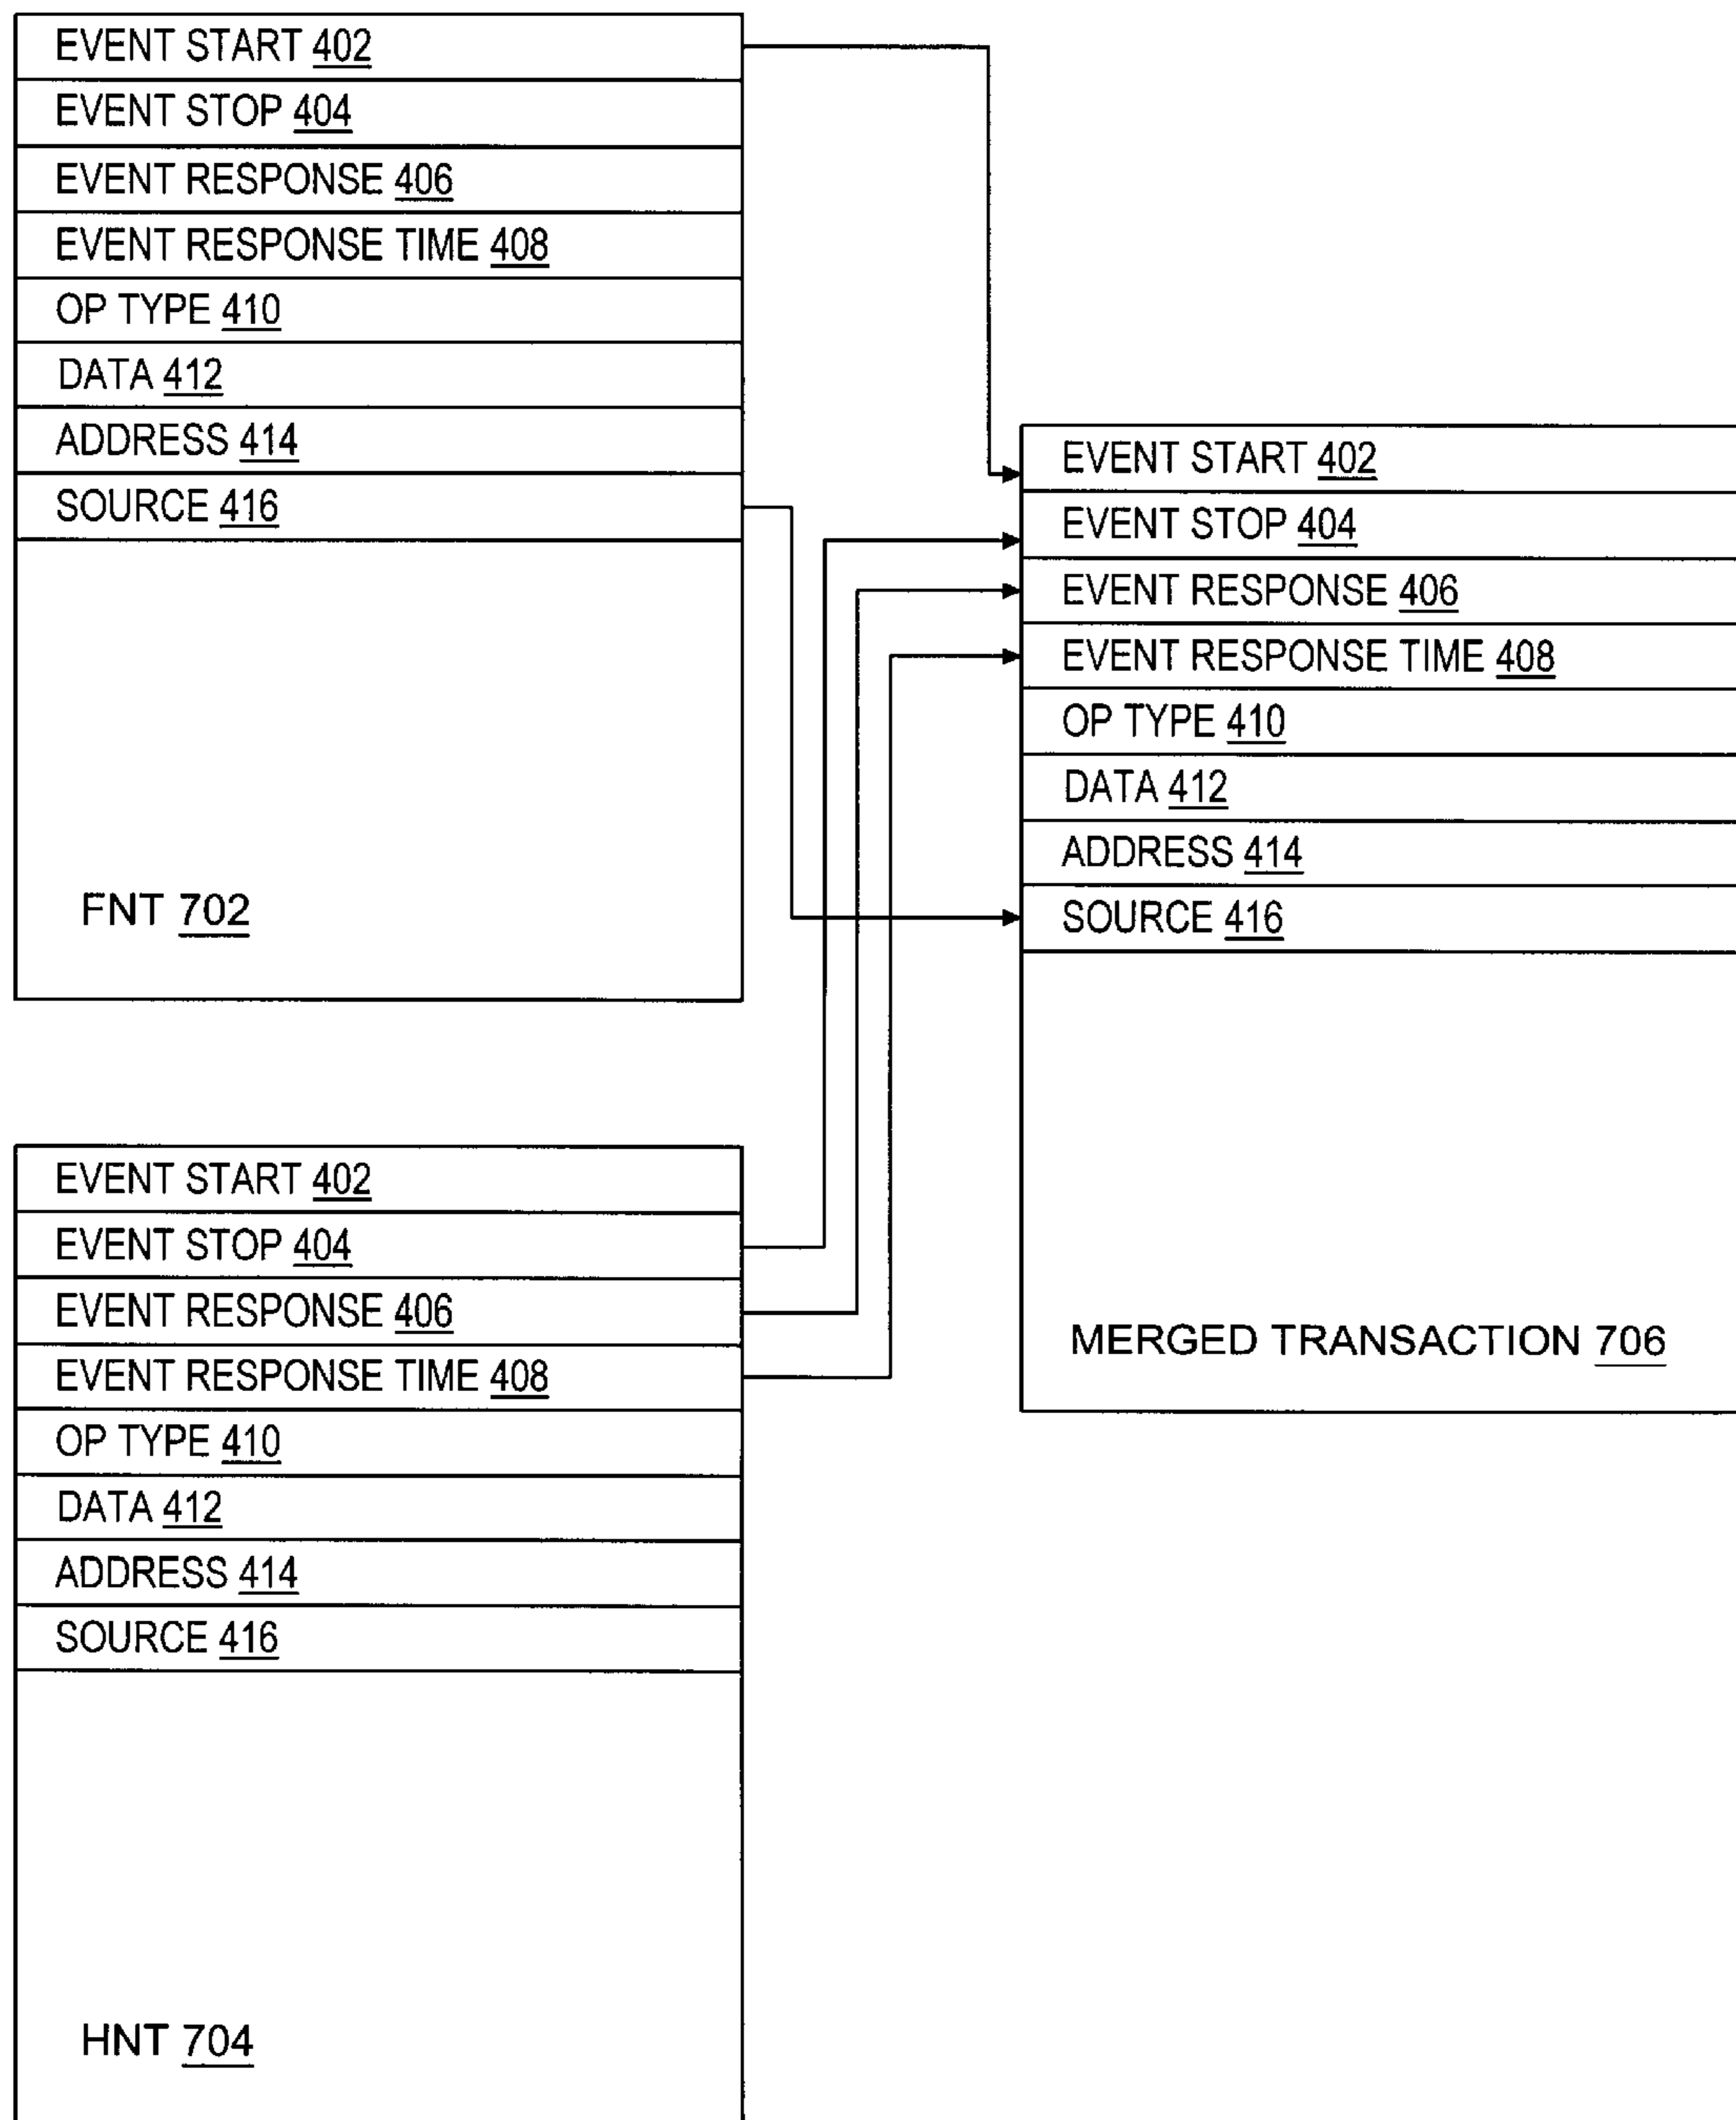 EVENT START 402
EVENT STOP 404
EVENT RESPONSE 406
EVENT RESPONSE TIME 408
OP TYPE 410
DATA 412
ADDRESS 414
SOURCE 416
FNT 702
EVENT START 402
EVENT STOP 404
EVENT RESPONSE 406
EVENT RESPONSE TIME 408
OP TYPE 410
DATA 412
ADDRESS 414
SOURCE 416
MERGED TRANSACTION 706
EVENT START 402
EVENT STOP 404
EVENT RESPONSE 406
EVENT RESPONSE TIME 408
OP TYPE 410
DATA 412
ADDRESS 414
SOURCE 416
HNT 704